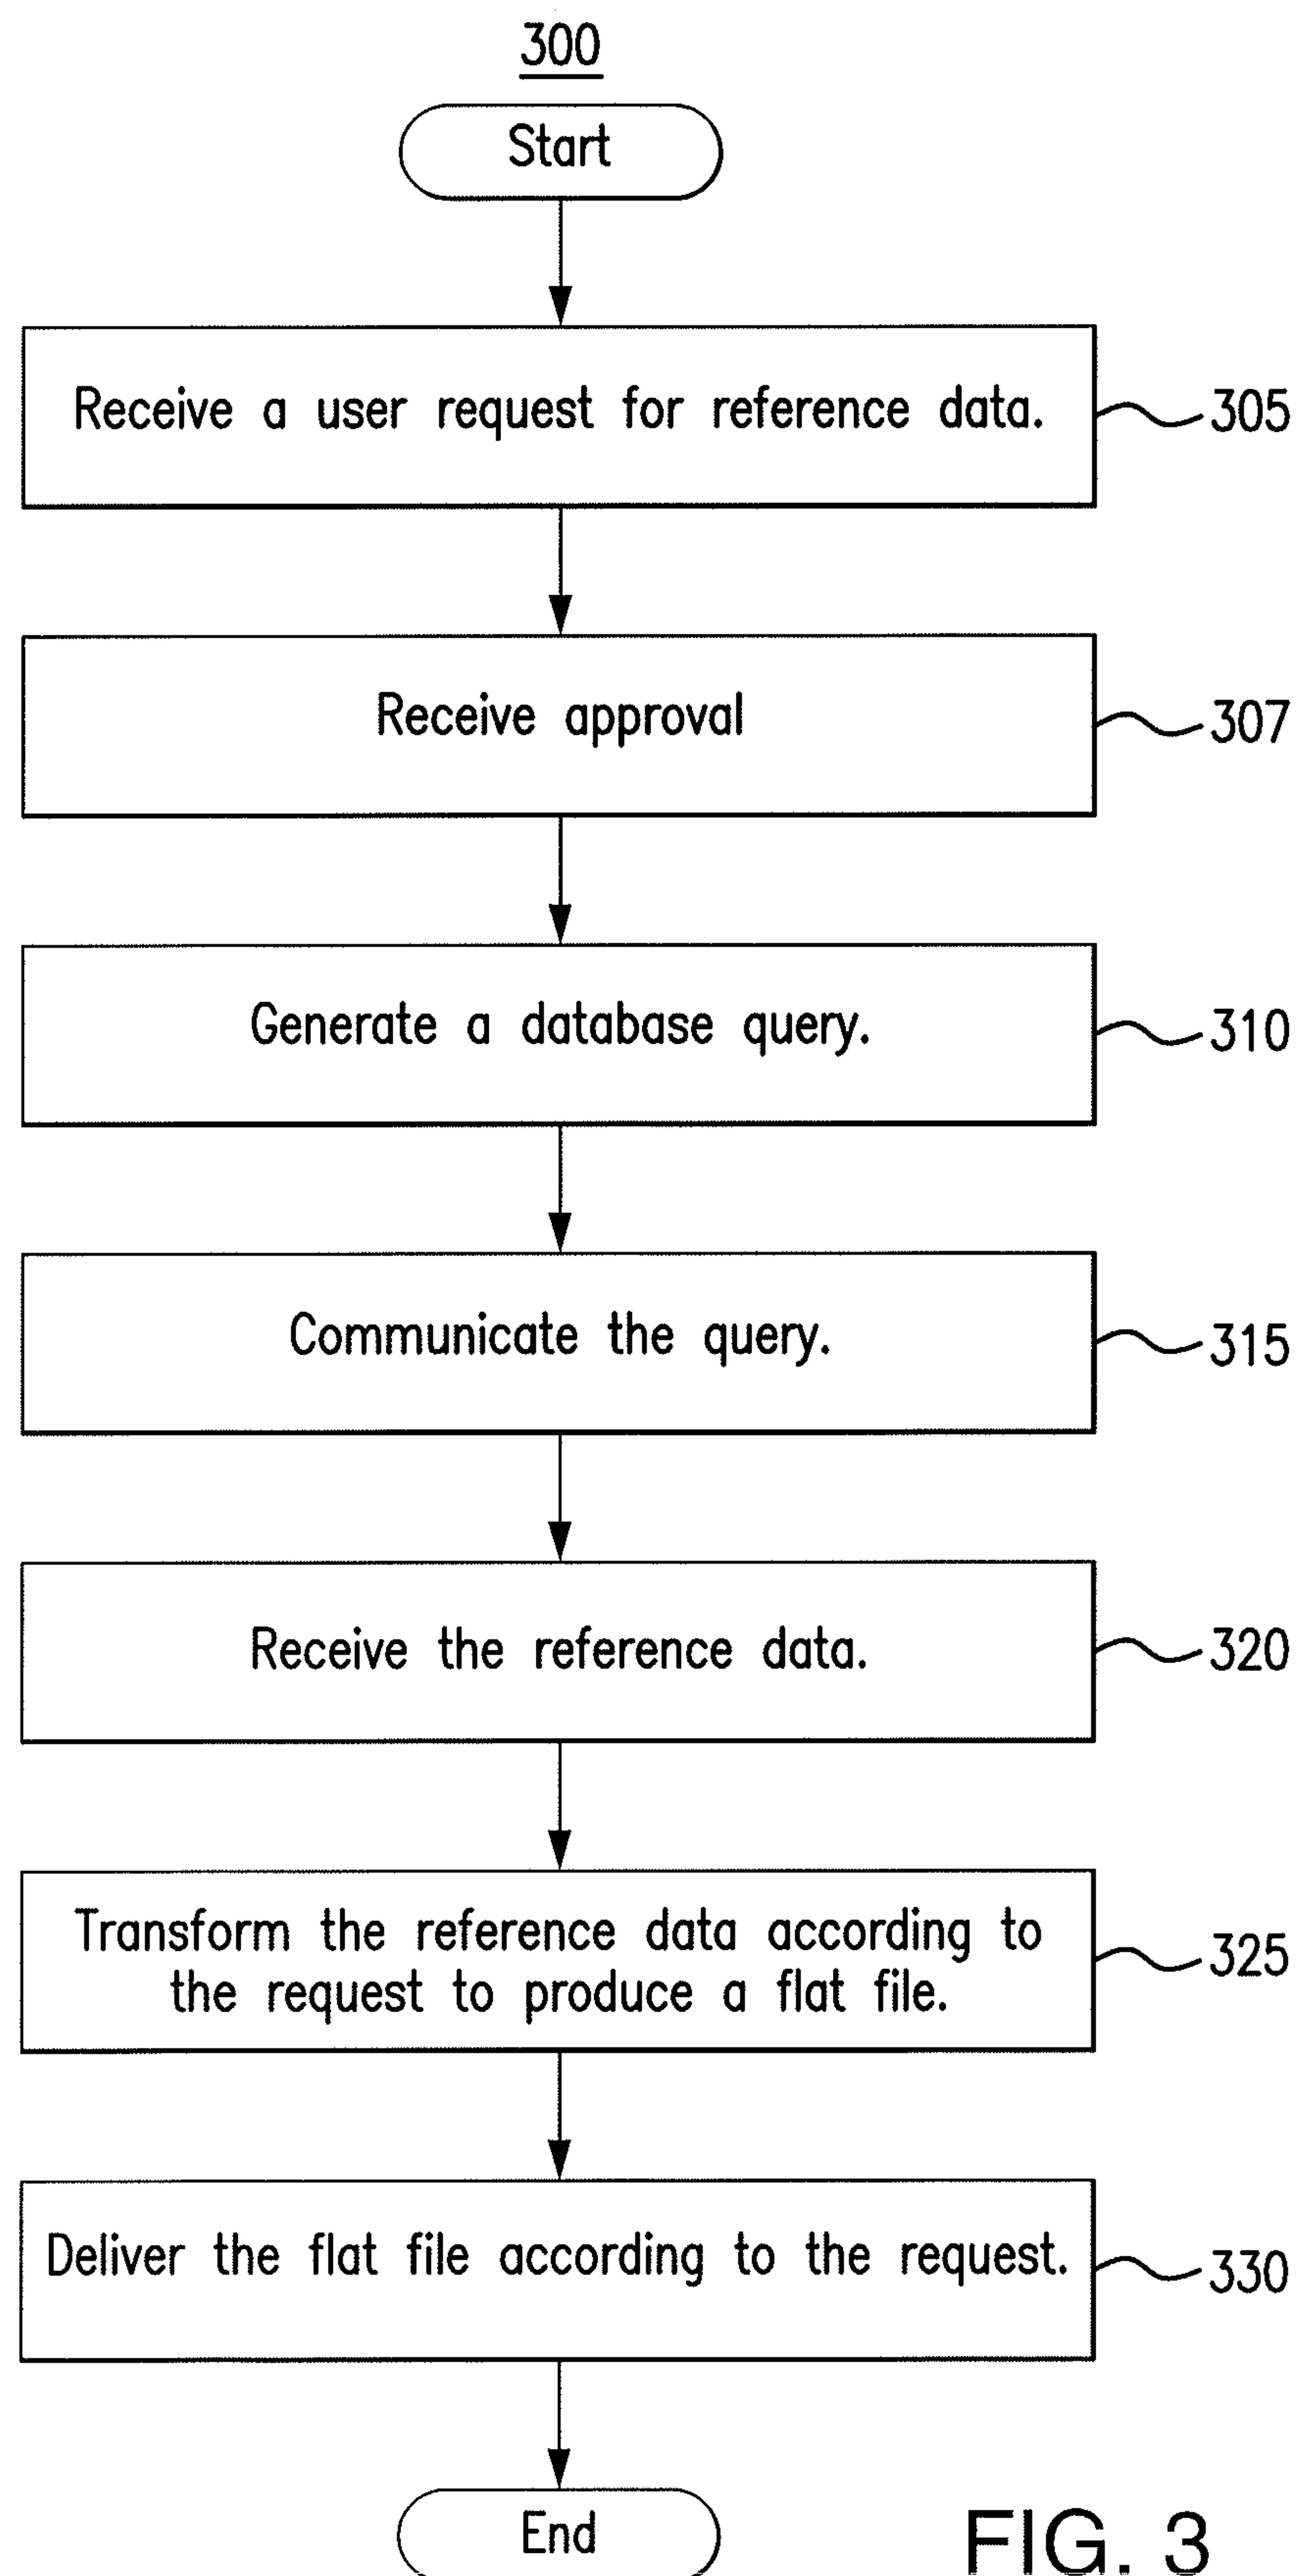 300
Start
Receive a user request for reference data.
305
Receive approval
307
Generate a database query.
310
Communicate the query.
315
Receive the reference data.
320
Transform the reference data according to
the request to produce a flat file.
325
Deliver the flat file according to the request.
330
End
FIG. 3